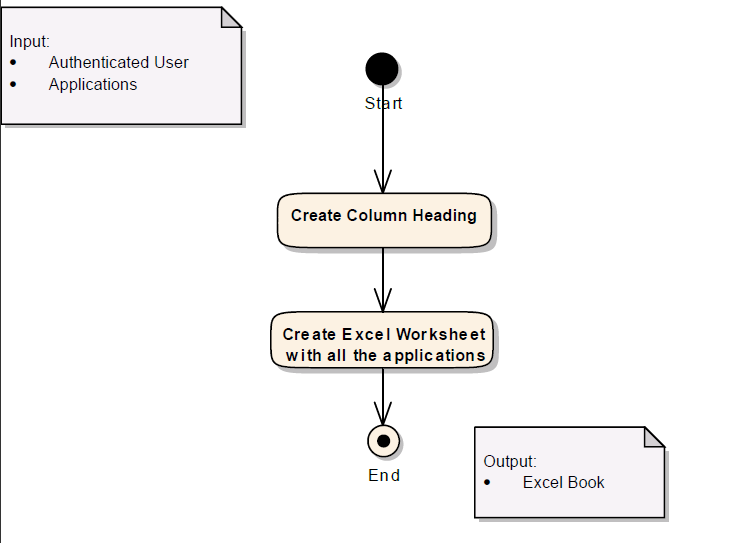 Input:
• Authenticated User
• Applications
Start
Create Column Heading
Create Excel Worksheet
with all the applications
End
Output:
• Excel Book